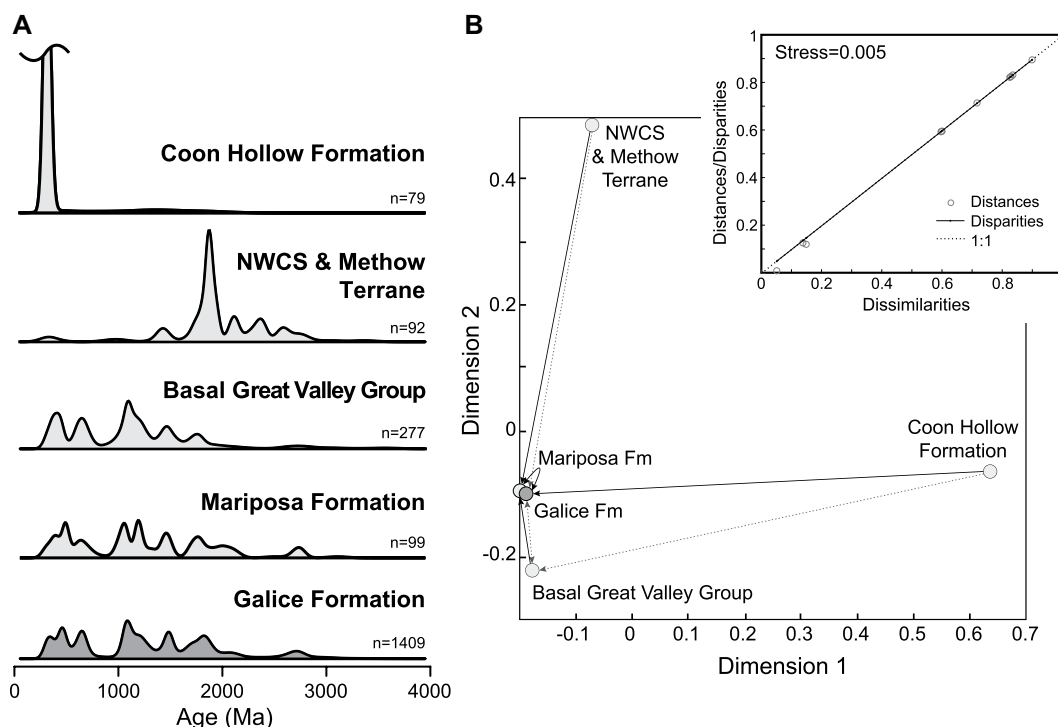 A
Coon Hollow Formation
n=79
NWCS & Methow
Terrane
n=92
Basal Great Valley Group
n=277
Mariposa Formation
n=99
Galice Formation
n=1409
0 1000 2000 3000 4000
Age (Ma)
B
NWCS
& Methow
Terrane
Coon Hollow
Formation
Mariposa Fm
Galice Fm
Basal Great Valley Group
0.4
0.2
0
-0.2
Dimension 2
-0.1 0 0.1 0.2 0.3 0.4 0.5 0.6 0.7
Dimension 1
Stress=0.005
1
0.8
0.6
0.4
0.2
Distances/Disparities
Distances
Disparities
1:1
0 0.2 0.4 0.6 0.8
Dissimilarities